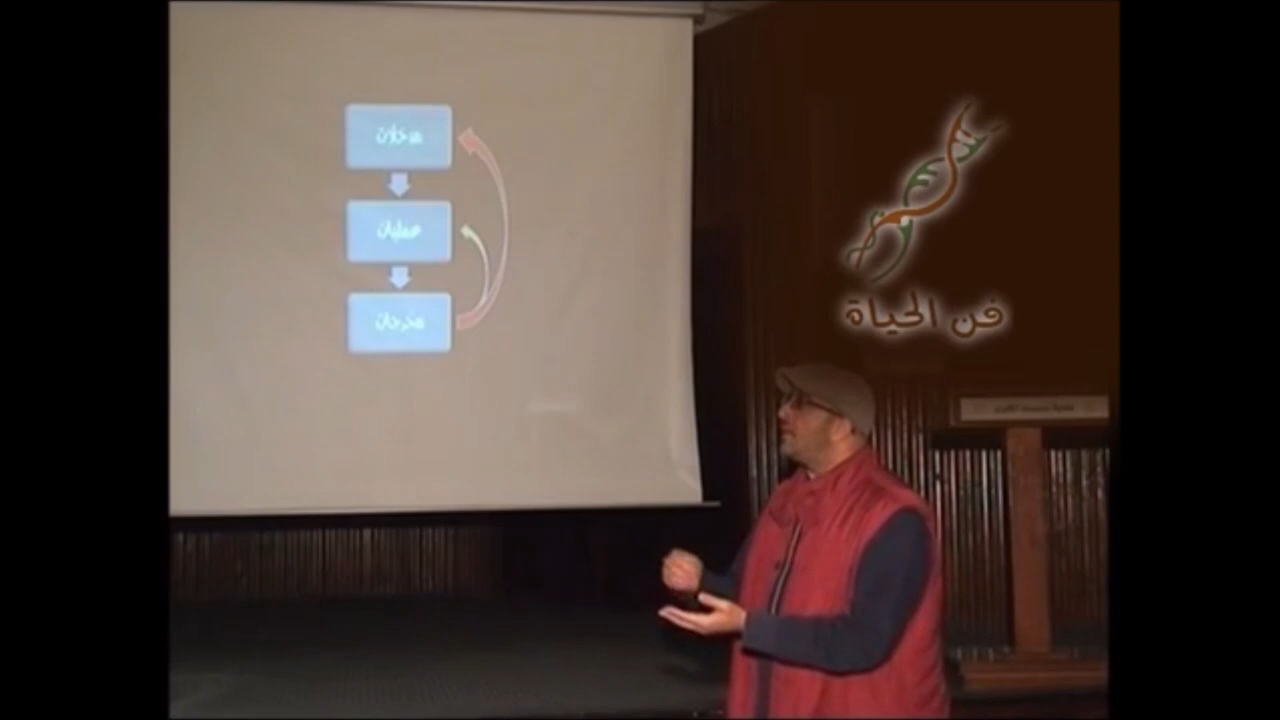 مدخلات
عمليات
مخرجات
فن الحياة